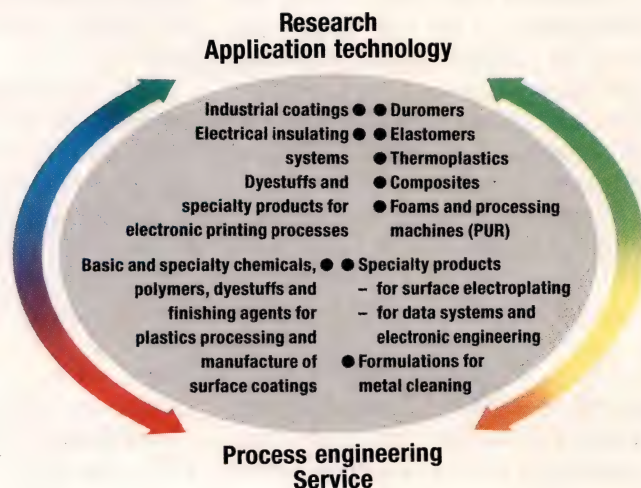 Research
Application technology
Industrial coatings ●
Electrical insulating ●
systems
Dyestuffs and
specialty products for
electronic printing processes
● Duromers
● Elastomers
● Thermoplastics
● Composites
● Foams and processing
machines (PUR)
Basic and specialty chemicals, ●
polymers, dyestuffs and
finishing agents for
plastics processing and
manufacture of
surface coatings
● Specialty products
– for surface electroplating
– for data systems and
electronic engineering
● Formulations for
metal cleaning
Process engineering
Service